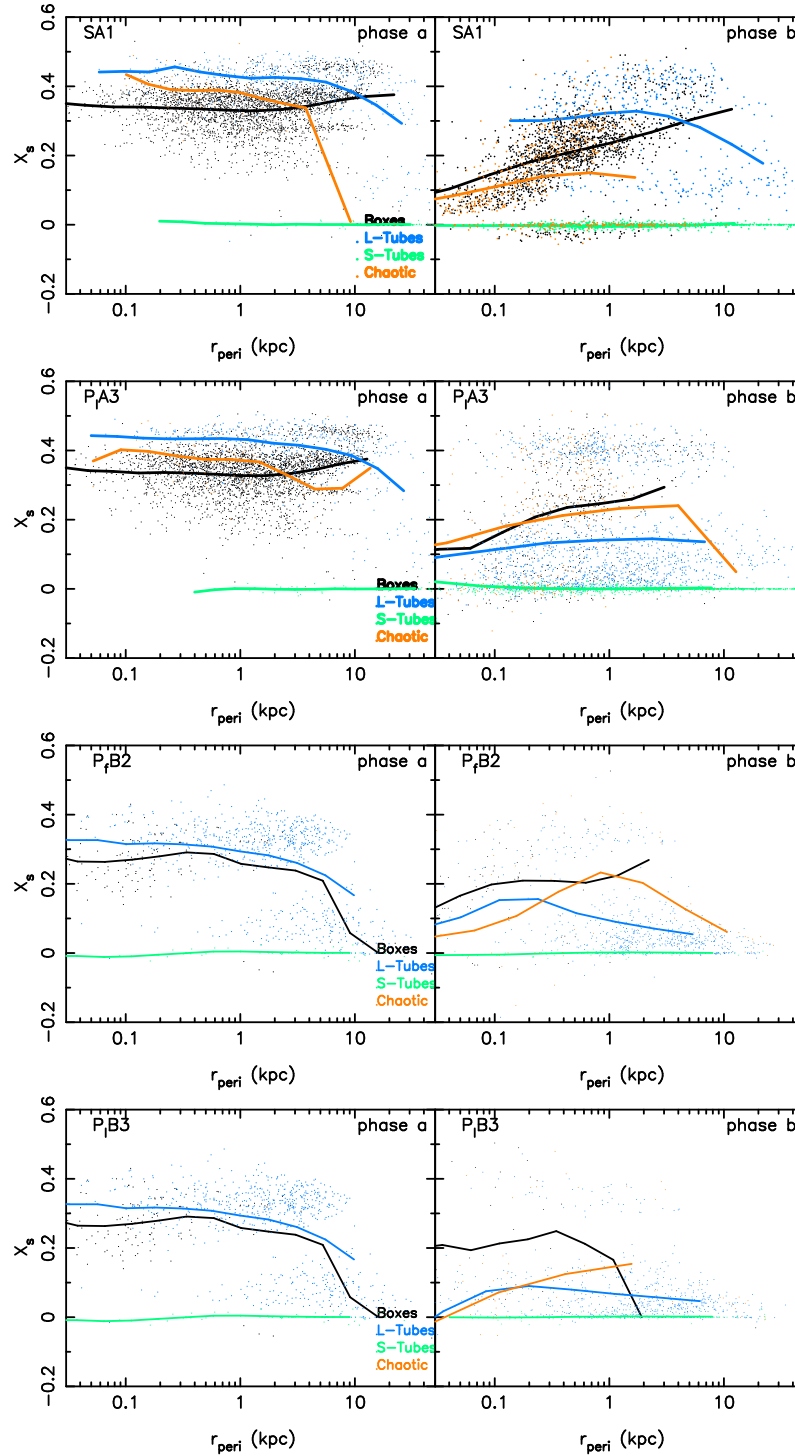 SA1 phase a
SA1 phase b
0.6
0.4
0.2
0
-0.2
X_s
Boxes
L-Tubes
S-Tubes
Chaotic
0.1 1 10
0.1 1 10
r_peri (kpc)
r_peri (kpc)
P_lA3 phase a
P_lA3 phase b
0.6
0.4
0.2
0
-0.2
X_s
Boxes
L-Tubes
S-Tubes
Chaotic
0.1 1 10
0.1 1 10
r_peri (kpc)
r_peri (kpc)
P_fB2 phase a
P_fB2 phase b
0.6
0.4
0.2
0
-0.2
X_s
Boxes
L-Tubes
S-Tubes
Chaotic
0.1 1 10
0.1 1 10
r_peri (kpc)
r_peri (kpc)
P_lB3 phase a
P_lB3 phase b
0.6
0.4
0.2
0
-0.2
X_s
Boxes
L-Tubes
S-Tubes
Chaotic
0.1 1 10
0.1 1 10
r_peri (kpc)
r_peri (kpc)